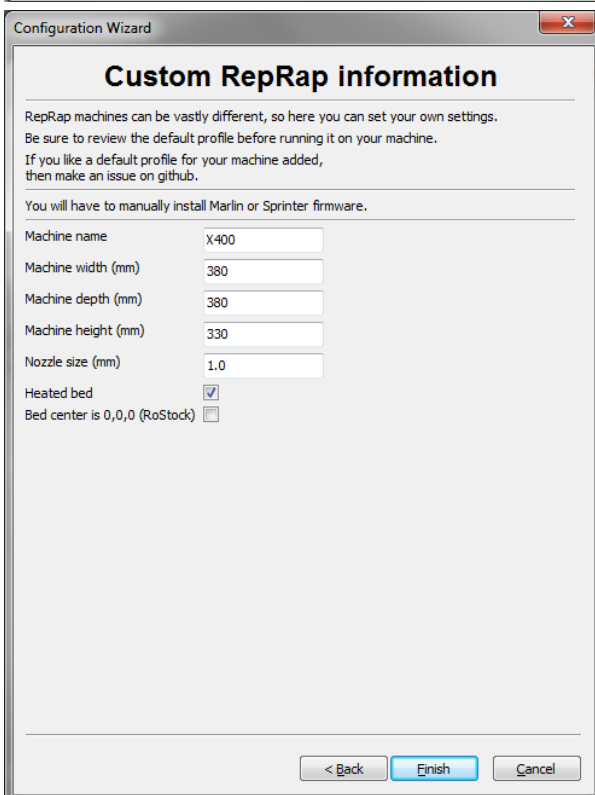 Configuration Wizard
Custom RepRap information
RepRap machines can be vastly different, so here you can set your own settings.
Be sure to review the default profile before running it on your machine.
If you like a default profile for your machine added,
then make an issue on github.
You will have to manually install Marlin or Sprinter firmware.
Machine name X400
Machine width (mm) 380
Machine depth (mm) 380
Machine height (mm) 330
Nozzle size (mm) 1.0
Heated bed
Bed center is 0,0,0 (RoStock)
< Back Finish Cancel